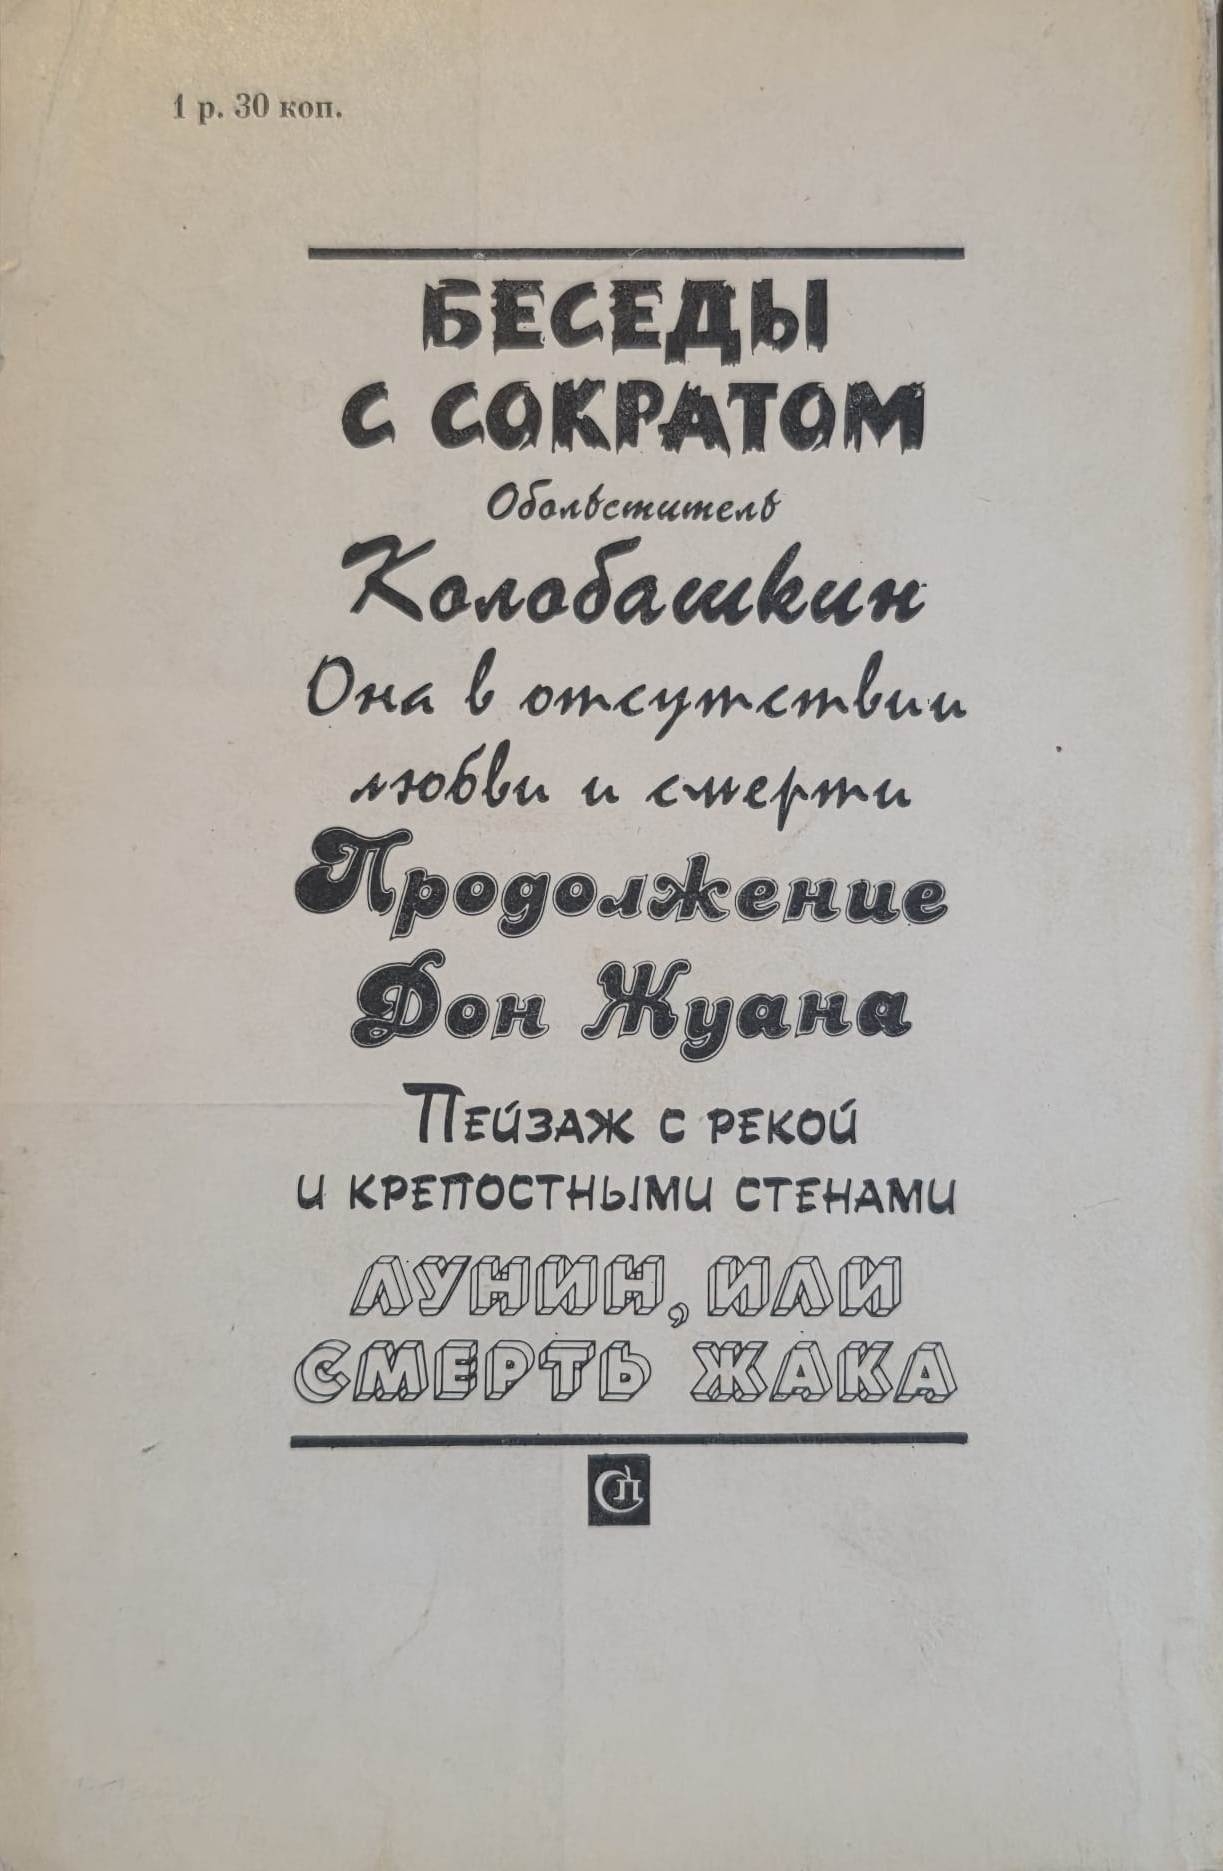 1 р. 30 коп.
БЕСЕДЫ
С СОКРАТОМ
Обольститель
Колобашкин
Она в отсутствии
любви и смерти
Продолжение
Дон Жуана
Пейзаж с рекой
и крепостными стенами
ЛУНИН, ИЛИ
СМЕРТЬ ЖАКА
СП